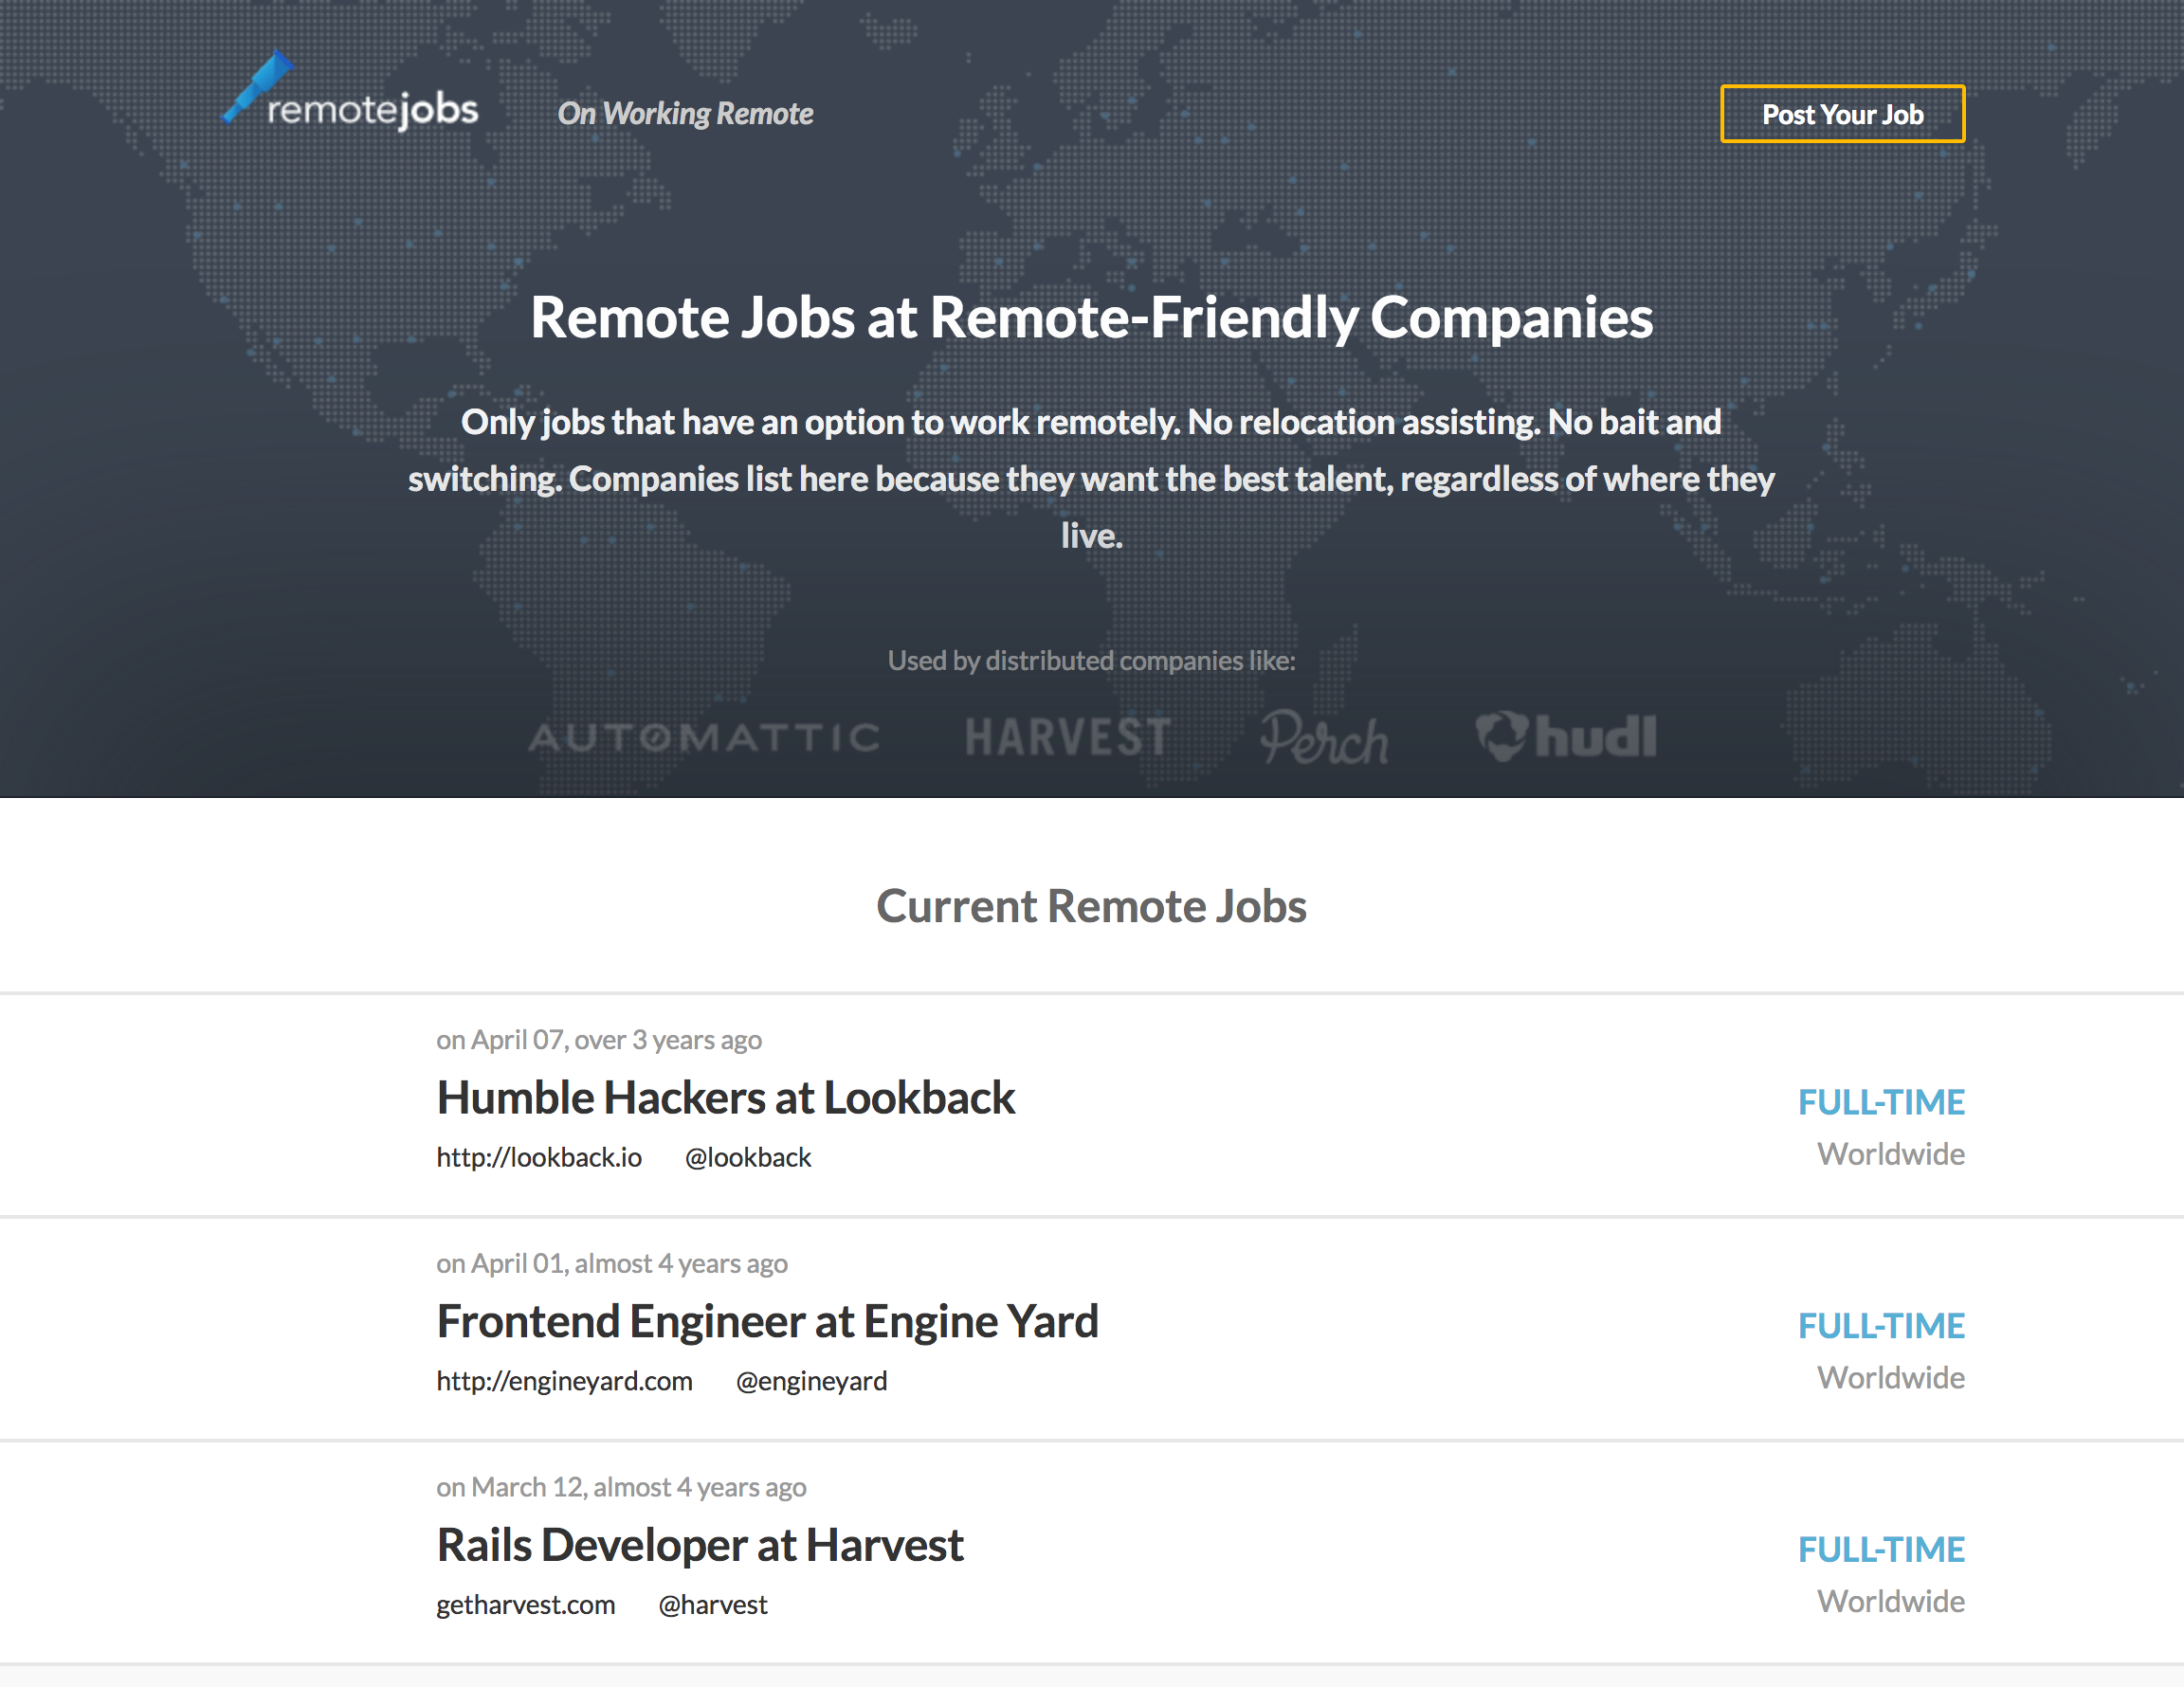 remotejobs
On Working Remote
Post Your Job
Remote Jobs at Remote-Friendly Companies
Only jobs that have an option to work remotely. No relocation assisting. No bait and
switching. Companies list here because they want the best talent, regardless of where they
live.
Used by distributed companies like:
AUTOMATTIC HARVEST Perch hudl
Current Remote Jobs
on April 07, over 3 years ago
Humble Hackers at Lookback
FULL-TIME
http://lookback.io @lookback
Worldwide
on April 01, almost 4 years ago
Frontend Engineer at Engine Yard
FULL-TIME
http://engineyard.com @engineyard
Worldwide
on March 12, almost 4 years ago
Rails Developer at Harvest
FULL-TIME
getharvest.com @harvest
Worldwide